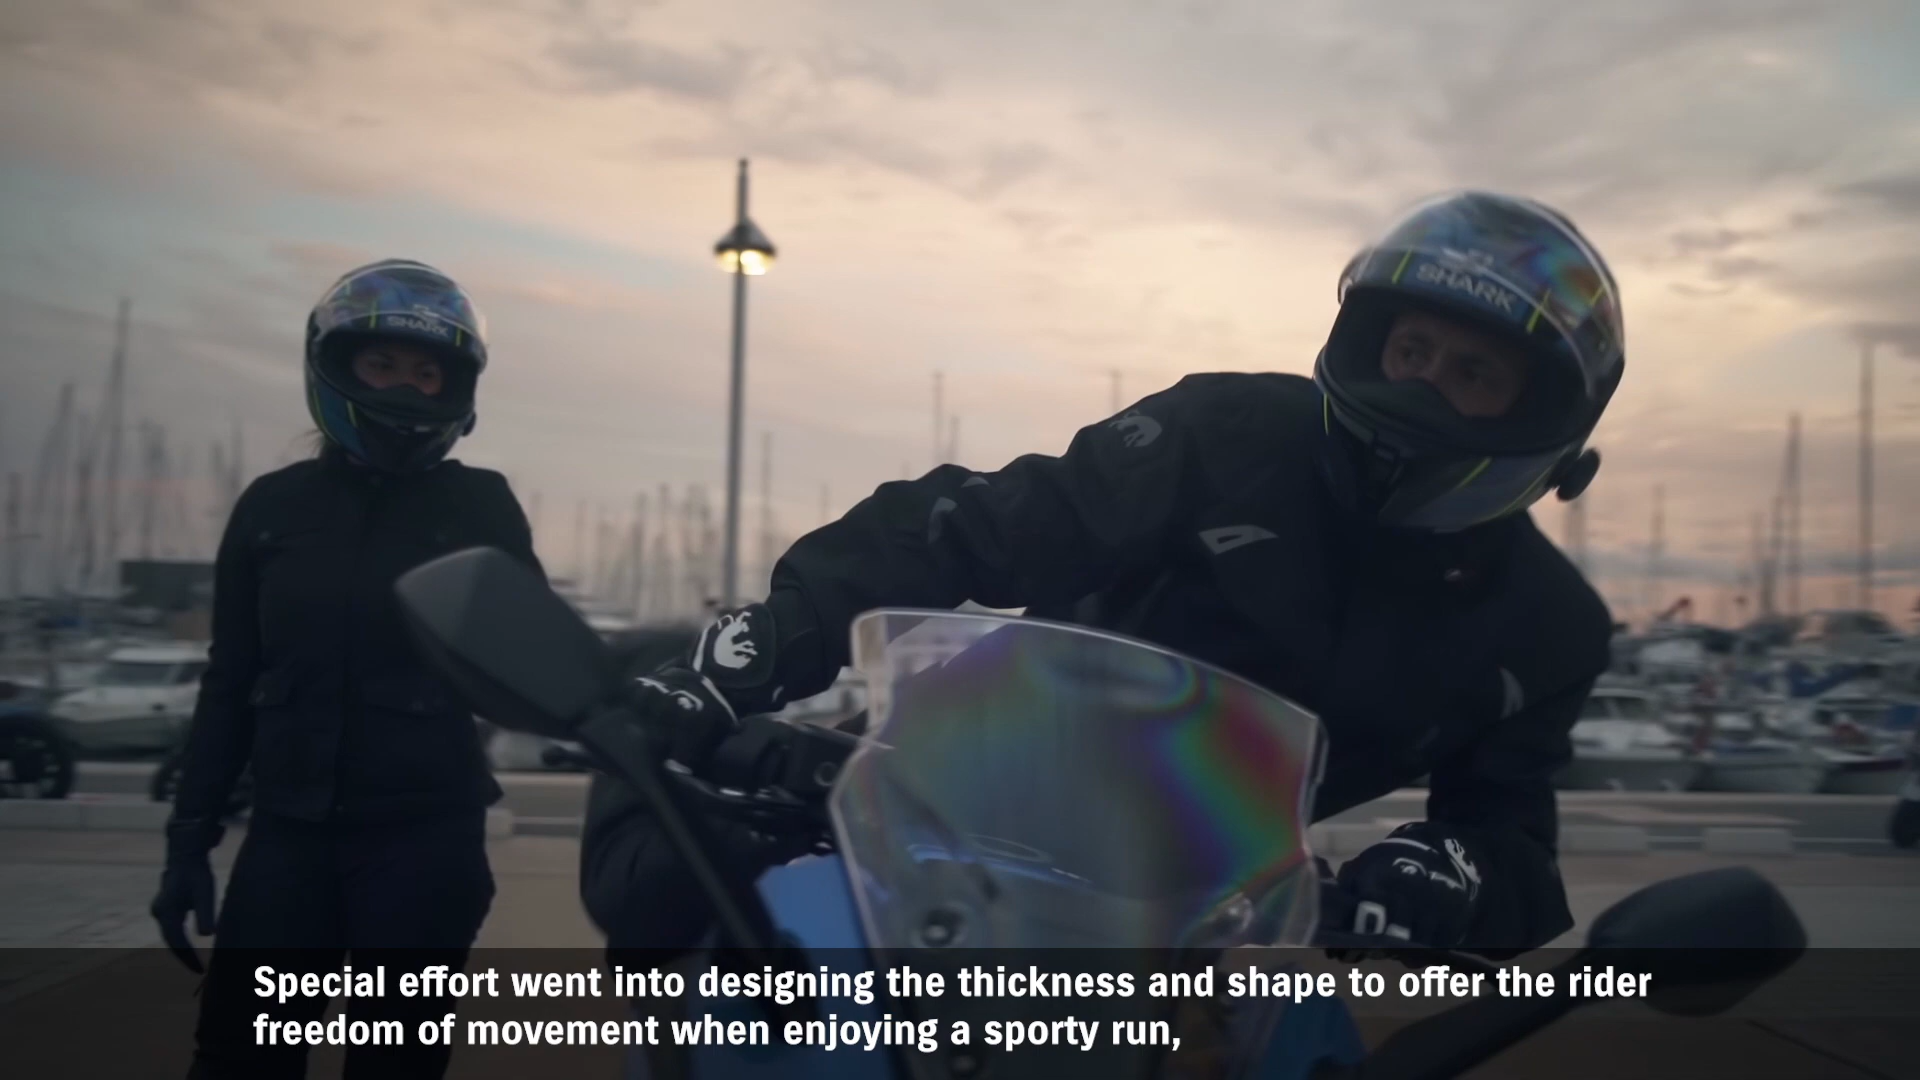 SHARK
SHARK
Special effort went into designing the thickness and shape to offer the rider
freedom of movement when enjoying a sporty run,